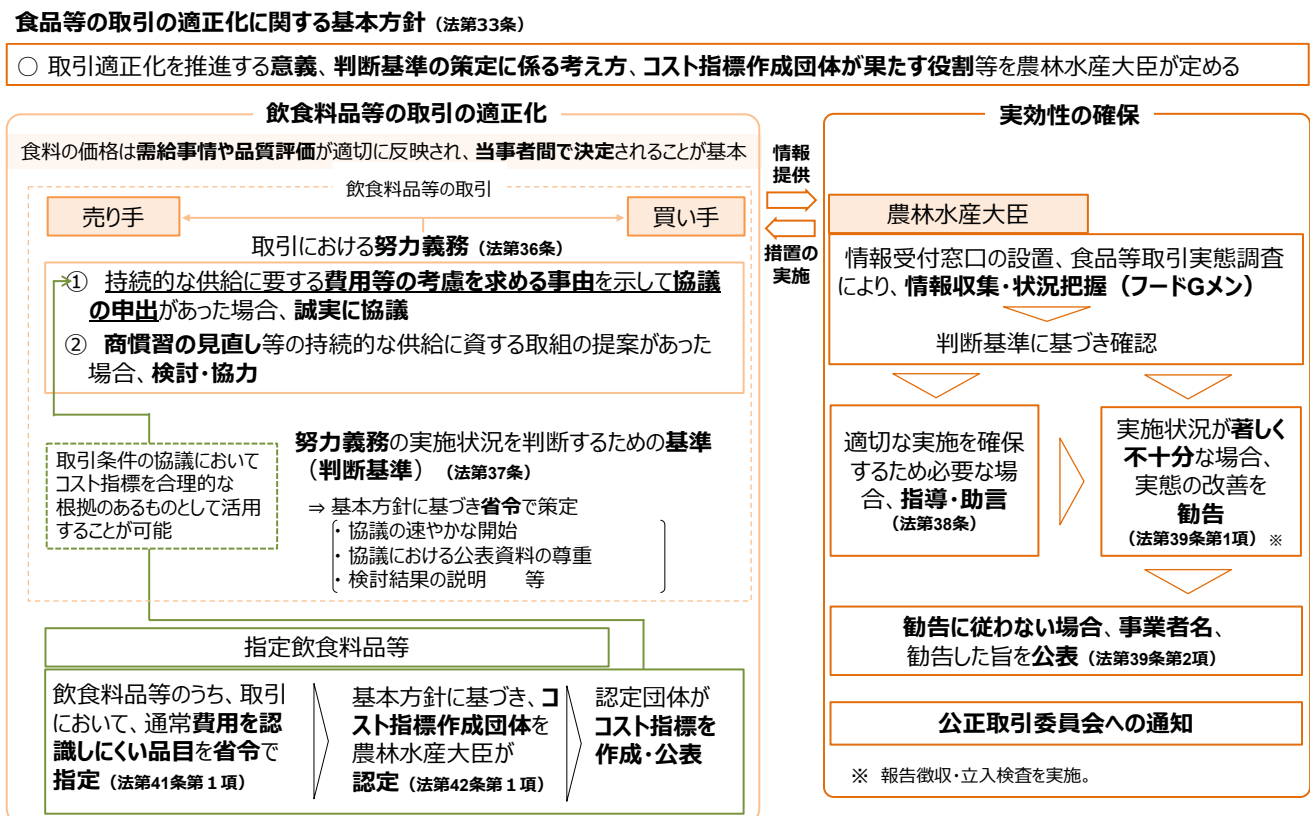 食品等の取引の適正化に関する基本方針（法第33条）
○ 取引適正化を推進する意義、判断基準の策定に係る考え方、コスト指標作成団体が果たす役割等を農林水産大臣が定める
飲食料品等の取引の適正化
食料の価格は需給事情や品質評価が適切に反映され、当事者間で決定されることが基本
飲食料品等の取引
売り手
買い手
取引における努力義務（法第36条）
① 持続的な供給に要する費用等の考慮を求める事由を示して協議
の申出があった場合、誠実に協議
② 商慣習の見直し等の持続的な供給に資する取組の提案があった
場合、検討・協力
取引条件の協議において
コスト指標を合理的な
根拠のあるものとして活用
することが可能
努力義務の実施状況を判断するための基準
（判断基準）（法第37条）
⇒ 基本方針に基づき省令で策定
・協議の速やかな開始
・協議における公表資料の尊重
・検討結果の説明　等
指定飲食料品等
飲食料品等のうち、取引
において、通常費用を認
識しにくい品目を省令で
指定（法第41条第１項）
基本方針に基づき、コ
スト指標作成団体を
農林水産大臣が
認定（法第42条第１項）
認定団体が
コスト指標を
作成・公表
情報
提供
措置の
実施
実効性の確保
農林水産大臣
情報受付窓口の設置、食品等取引実態調査
により、情報収集・状況把握（フードGメン）
判断基準に基づき確認
適切な実施を確保
するため必要な場
合、指導・助言
（法第38条）
実施状況が著しく
不十分な場合、
実態の改善を
勧告
（法第39条第1項）※
勧告に従わない場合、事業者名、
勧告した旨を公表（法第39条第2項）
公正取引委員会への通知
※ 報告徴収・立入検査を実施。